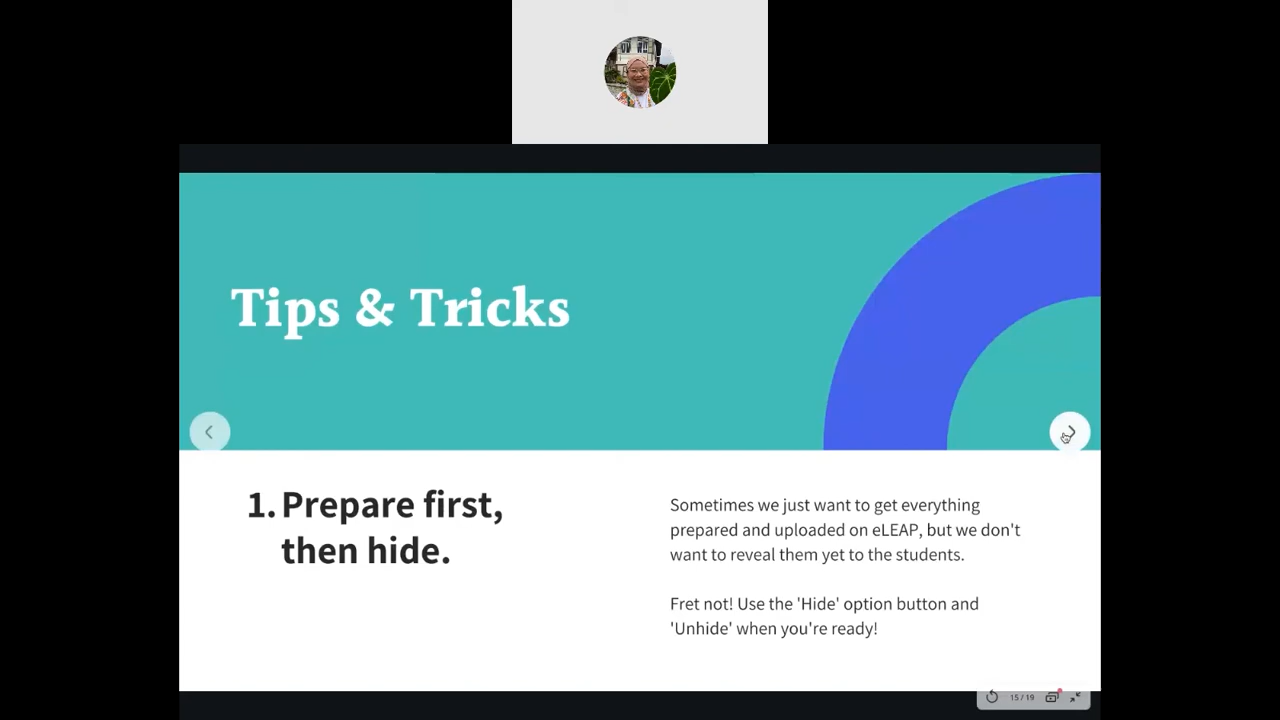 Tips & Tricks
1. Prepare first,
then hide.
Sometimes we just want to get everything
prepared and uploaded on eLEAP, but we don't
want to reveal them yet to the students.
Fret not! Use the 'Hide' option button and
'Unhide' when you're ready!
15 / 19